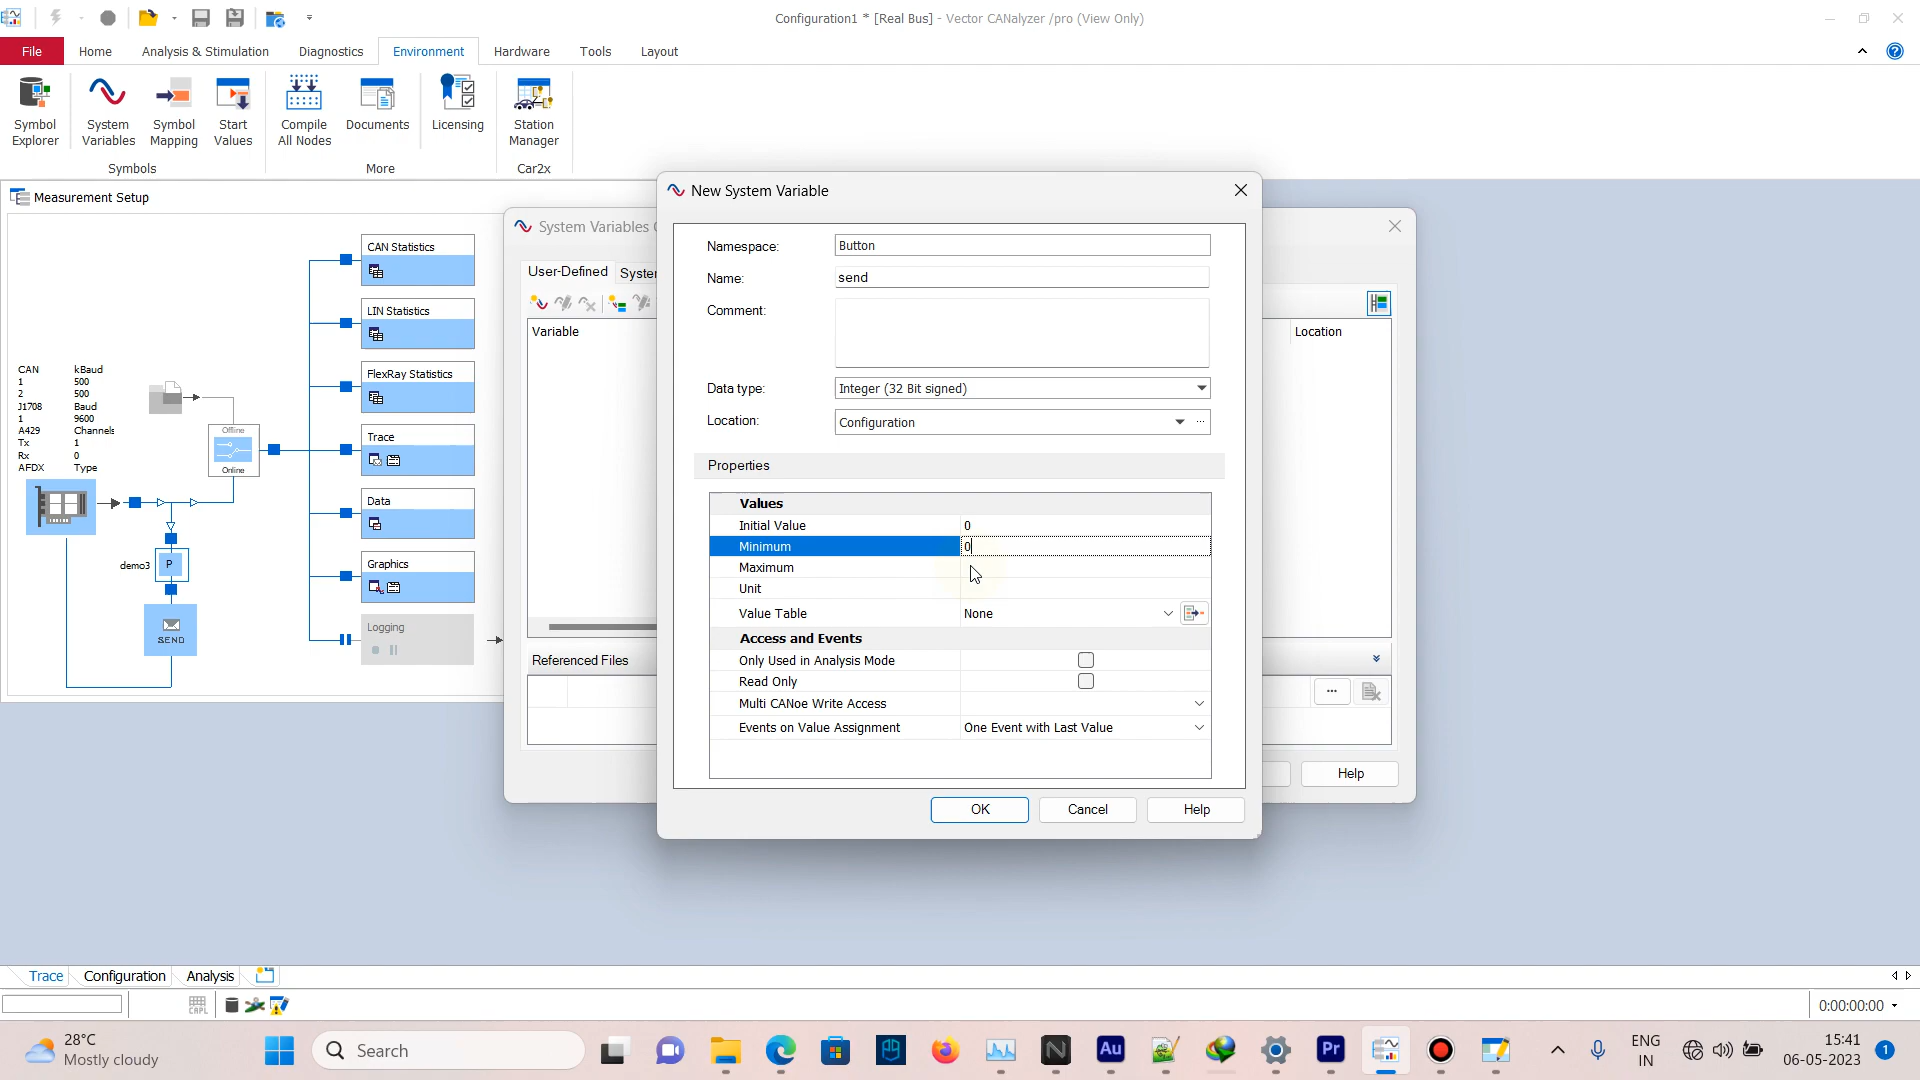 Configuration1 * [Real Bus] - Vector CANalyzer /pro (View Only)
File Home Analysis & Stimulation Diagnostics Environment Hardware Tools Layout
Symbol Explorer
System Variables
Symbol Mapping
Start Values
Compile All Nodes
Documents
Licensing
Station Manager
Symbols More Car2x
Measurement Setup
CAN kBaud
1 500
2 500
J1708 Baud
1 9600
A429 Channels
Tx 1
Rx 0
AFDX Type
Offline
Online
demo3 P
SEND
CAN Statistics
LIN Statistics
FlexRay Statistics
Trace
Data
Graphics
Logging
System Variables C
User-Defined Syster
Variable
Location
Referenced Files
...
Help
New System Variable
Namespace: Button
Name: send
Comment:
Data type: Integer (32 Bit signed)
Location: Configuration ...
Properties
Values
Initial Value 0
Minimum 0
Maximum
Unit
Value Table None
Access and Events
Only Used in Analysis Mode
Read Only
Multi CANoe Write Access
Events on Value Assignment One Event with Last Value
OK Cancel Help
Trace Configuration Analysis
CAPL
0:00:00:00
28°C
Mostly cloudy
Search
N
Au
Pr
ENG
IN
15:41
06-05-2023
1